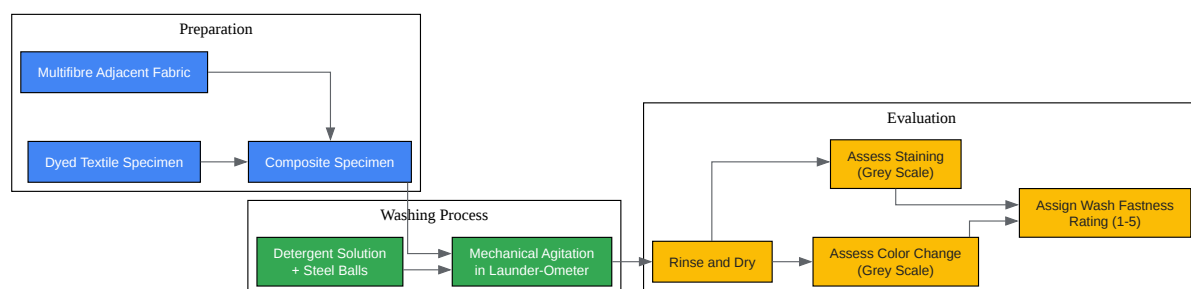 Preparation
Multifibre Adjacent Fabric
Dyed Textile Specimen
Composite Specimen
Washing Process
Detergent Solution
+ Steel Balls
Mechanical Agitation
in Launder-Ometer
Evaluation
Rinse and Dry
Assess Staining
(Grey Scale)
Assess Color Change
(Grey Scale)
Assign Wash Fastness
Rating (1-5)